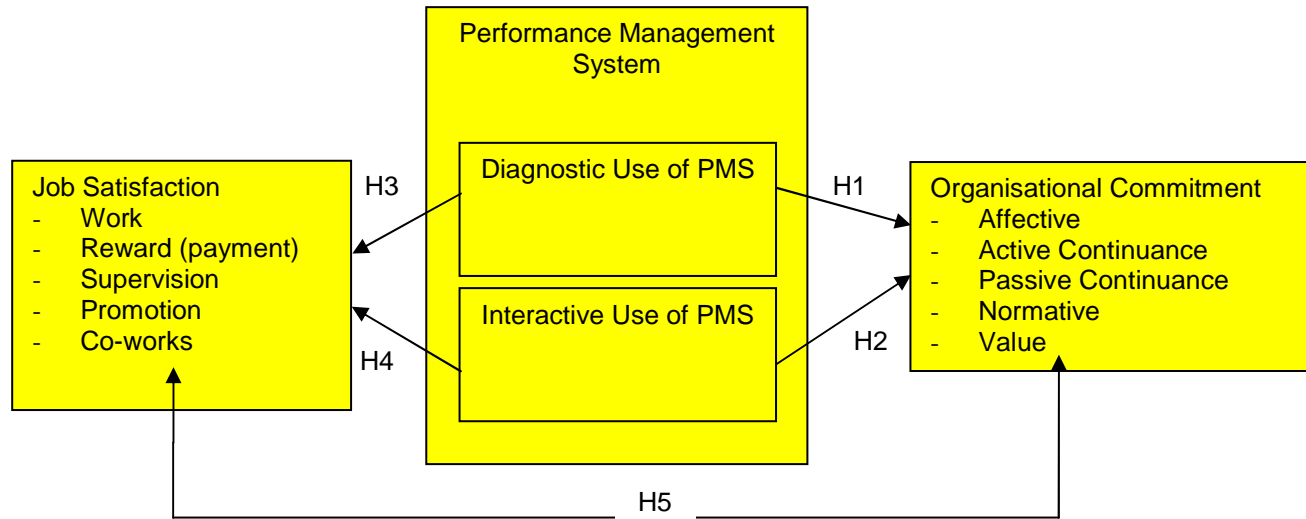 Performance Management
System
Diagnostic Use of PMS
Interactive Use of PMS
Job Satisfaction
- Work
- Reward (payment)
- Supervision
- Promotion
- Co-works
H3
H4
H1
H2
Organisational Commitment
- Affective
- Active Continuance
- Passive Continuance
- Normative
- Value
H5